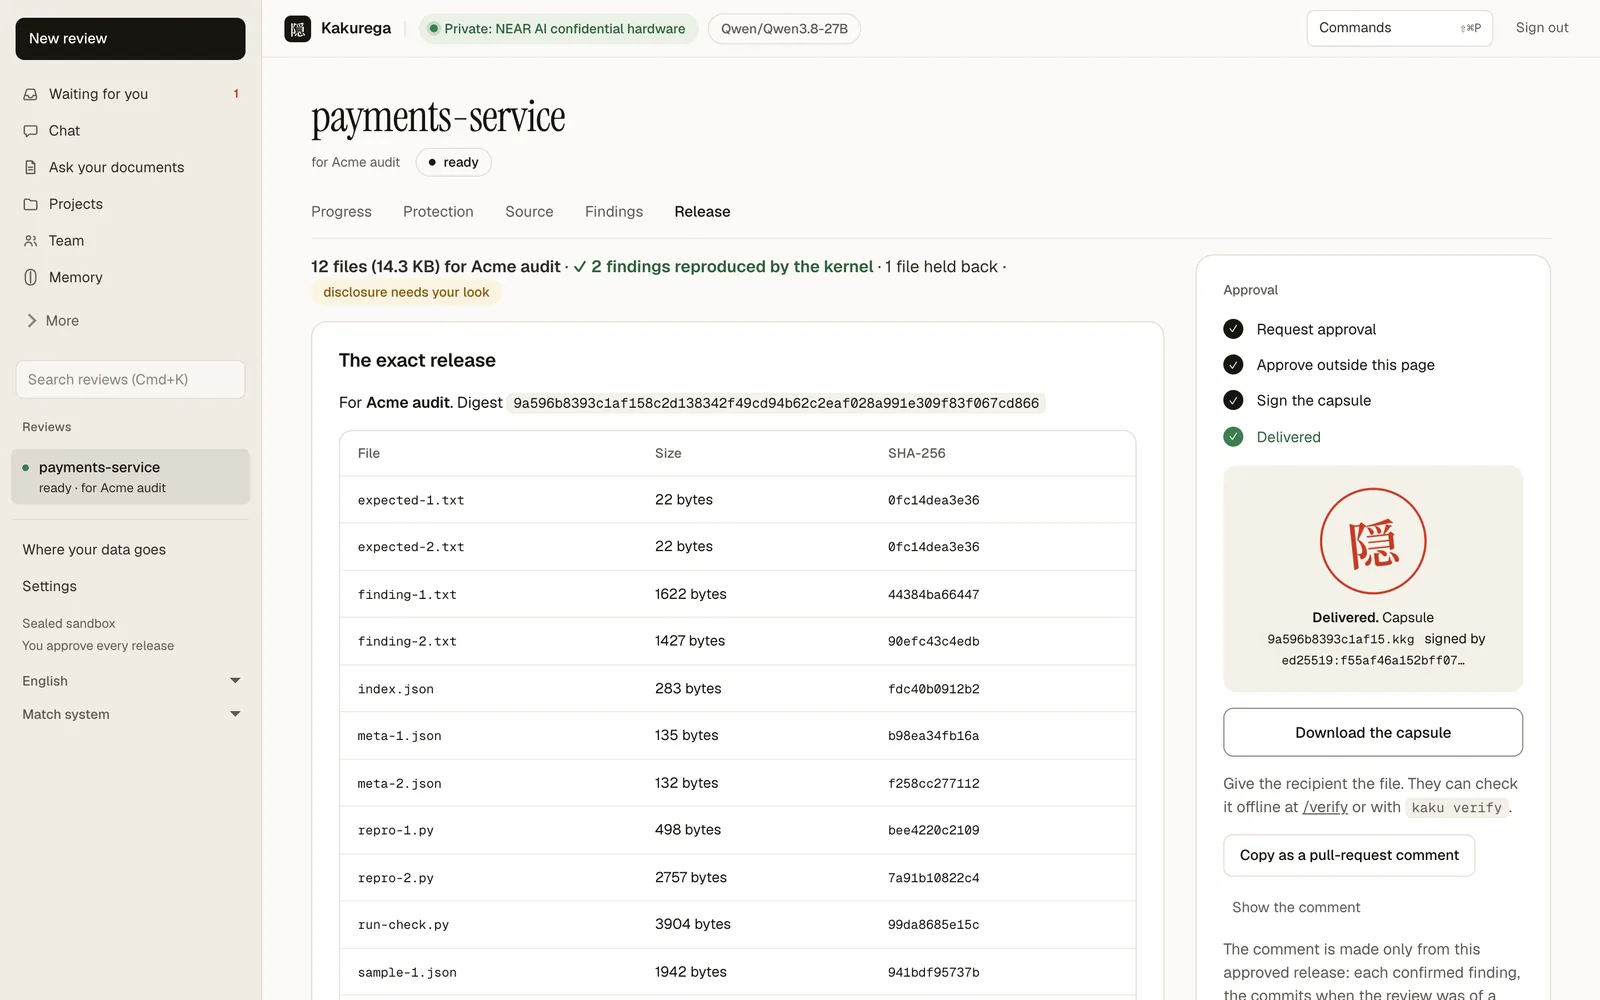 New review
Waiting for you 1
Chat
Ask your documents
Projects
Team
Memory
More
Search reviews (Cmd+K)
Reviews
payments-service
ready · for Acme audit
Where your data goes
Settings
Sealed sandbox
You approve every release
English
Match system
隠 Kakurega
Private: NEAR AI confidential hardware
Qwen/Qwen3.8-27B
Commands ⇧⌘P
Sign out
payments-service
for Acme audit
ready
Progress Protection Source Findings Release
12 files (14.3 KB) for Acme audit · ✓ 2 findings reproduced by the kernel · 1 file held back ·
disclosure needs your look
The exact release
For Acme audit. Digest 9a596b8393c1af158c2d138342f49cd94b62c2eaf028a991e309f83f067cd866
File Size SHA-256
expected-1.txt 22 bytes 0fc14dea3e36
expected-2.txt 22 bytes 0fc14dea3e36
finding-1.txt 1622 bytes 44384ba66447
finding-2.txt 1427 bytes 90efc43c4edb
index.json 283 bytes fdc40b0912b2
meta-1.json 135 bytes b98ea34fb16a
meta-2.json 132 bytes f258cc277112
repro-1.py 498 bytes bee4220c2109
repro-2.py 2757 bytes 7a91b10822c4
run-check.py 3904 bytes 99da8685e15c
sample-1.json 1942 bytes 941bdf95737b
Approval
Request approval
Approve outside this page
Sign the capsule
Delivered
隠
Delivered. Capsule
9a596b8393c1af15.kkg signed by
ed25519:f55af46a152bff07…
Download the capsule
Give the recipient the file. They can check
it offline at /verify or with kaku verify.
Copy as a pull-request comment
Show the comment
The comment is made only from this
approved release: each confirmed finding,
the commits when the review was of a